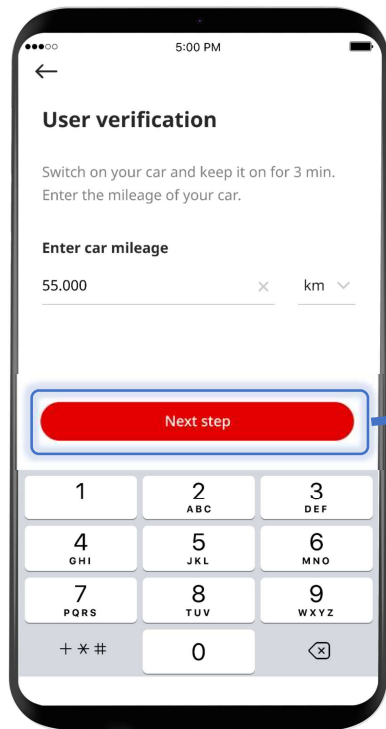 5:00 PM
User verification
Switch on your car and keep it on for 3 min.
Enter the mileage of your car.
Enter car mileage
55.000 km
Next step
1 2 3
ABC DEF
4 5 6
GHI JKL MNO
7 8 9
PQRS TUV WXYZ
+*# 0